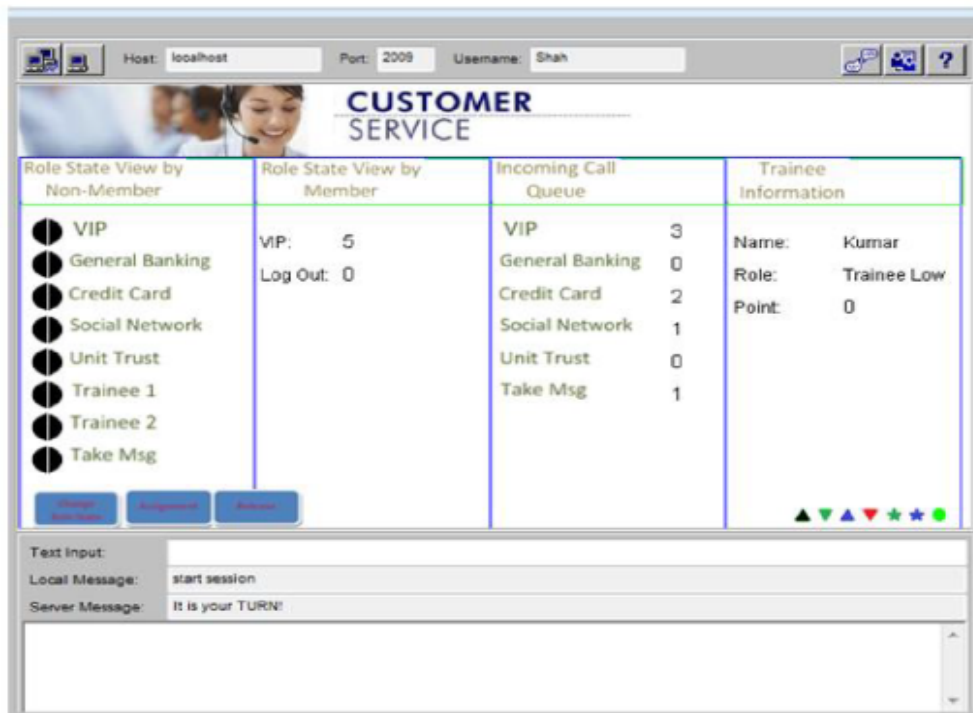 Host: localhost Port: 2009 Username: Shah ?
CUSTOMER
SERVICE
Role State View by
Non-Member
Role State View by
Member
Incoming Call
Queue
Trainee
Information
VIP
General Banking
Credit Card
Social Network
Unit Trust
Trainee 1
Trainee 2
Take Msg
VIP: 5
Log Out: 0
VIP 3
General Banking 0
Credit Card 2
Social Network 1
Unit Trust 0
Take Msg 1
Name: Kumar
Role: Trainee Low
Point: 0
Change
Assignment
Text Input:
Local Message: start session
Server Message: It is your TURN!